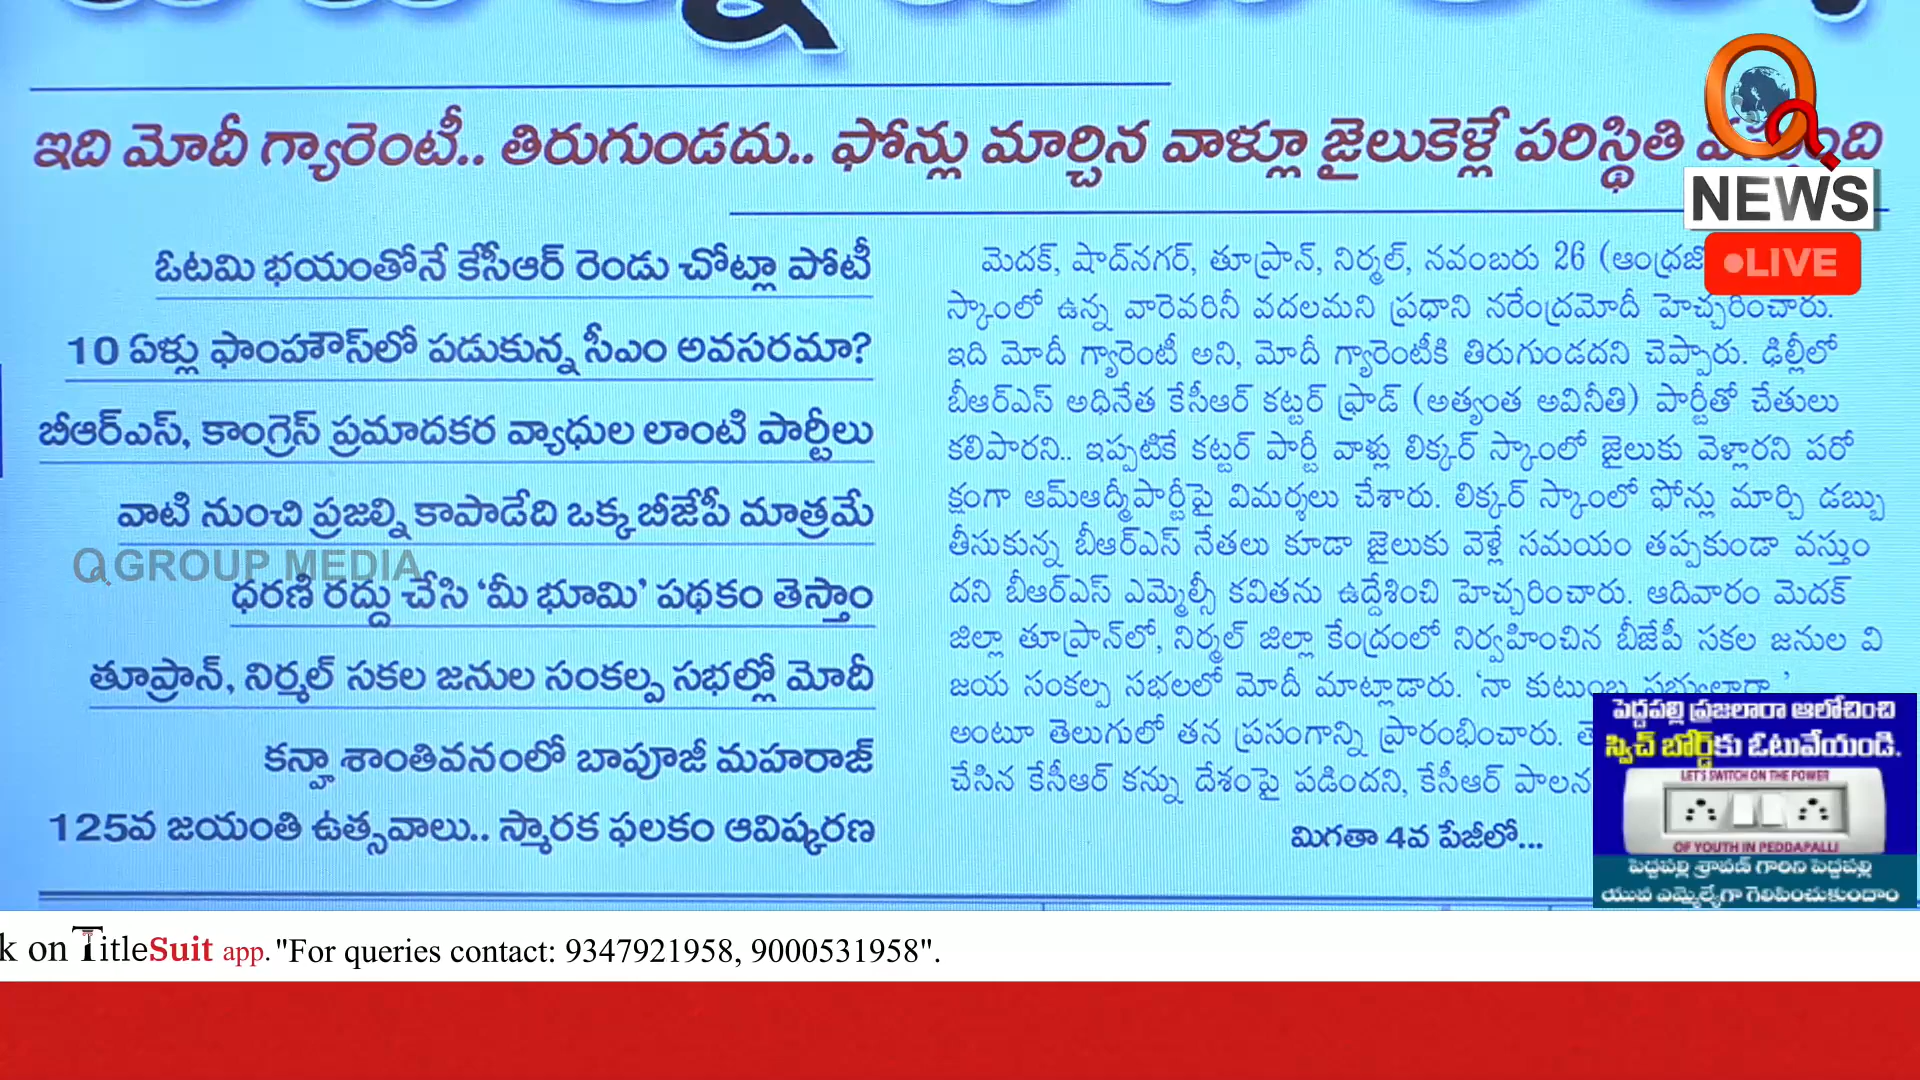 ఇది మోదీ గ్యారెంటీ.. తిరుగుండదు.. ఫోన్లు మార్చిన వాళ్లూ జైలుకెళ్లే పరిస్థితి
ఓటమి భయంతోనే కేసీఆర్ రెండు చోట్లా పోటీ
10 ఏళ్లు ఫాంహౌస్‌లో పడుకున్న సీఎం అవసరమా?
బీఆర్ఎస్, కాంగ్రెస్ ప్రమాదకర వ్యాధుల లాంటి పార్టీలు
వాటి నుంచి ప్రజల్ని కాపాడేది ఒక్క బీజేపీ మాత్రమే
ధరణి రద్దు చేసి ‘మీ భూమి’ పథకం తెస్తాం
తూప్రాన్, నిర్మల్ సకల జనుల సంకల్ప సభల్లో మోదీ
కన్హా శాంతివనంలో బాపూజీ మహరాజ్
125వ జయంతి ఉత్సవాలు.. స్మారక ఫలకం ఆవిష్కరణ
మెదక్, షాద్‌నగర్, తూప్రాన్, నిర్మల్, నవంబరు 26
స్కాంలో ఉన్న వారెవరినీ వదలమని ప్రధాని నరేంద్రమోదీ హెచ్చరించారు.
ఇది మోదీ గ్యారెంటీ అని, మోదీ గ్యారెంటీకి తిరుగుండదని చెప్పారు. ఢిల్లీలో
బీఆర్ఎస్ అధినేత కేసీఆర్ కట్టర్ ఫ్రాడ్ (అత్యంత అవినీతి) పార్టీతో చేతులు
కలిపారని.. ఇప్పటికే కట్టర్ పార్టీ వాళ్లు లిక్కర్ స్కాంలో జైలుకు వెళ్లారని పరో
క్షంగా ఆమ్ఆద్మీపార్టీపై విమర్శలు చేశారు. లిక్కర్ స్కాంలో ఫోన్లు మార్చి డబ్బు
తీసుకున్న బీఆర్ఎస్ నేతలు కూడా జైలుకు వెళ్లే సమయం తప్పకుండా వస్తుం
దని బీఆర్ఎస్ ఎమ్మెల్సీ కవితను ఉద్దేశించి హెచ్చరించారు. ఆదివారం మెదక్
జిల్లా తూప్రాన్‌లో, నిర్మల్ జిల్లా కేంద్రంలో నిర్వహించిన బీజేపీ సకల జనుల వి
జయ సంకల్ప సభలలో మోదీ మాట్లాడారు. ‘నా కుటుంబ సభ్యులారా..’
అంటూ తెలుగులో తన ప్రసంగాన్ని ప్రారంభించారు.
చేసిన కేసీఆర్ కన్ను దేశంపై పడిందని, కేసీఆర్ పాలన
మిగతా 4వ పేజీలో...
Q NEWS
LIVE
Q GROUP MEDIA
పెద్దపల్లి ప్రజలారా ఆలోచించి
స్విచ్ బోర్డ్‌కు ఓటువేయండి.
LET'S SWITCH ON THE POWER
OF YOUTH IN PEDDAPALLI
పెద్దపల్లి శ్రావణ్ గారిని పెద్దపల్లి
యువ ఎమ్మెల్యేగా గెలిపించుకుందాం
k on TitleSuit app. "For queries contact: 9347921958, 9000531958".